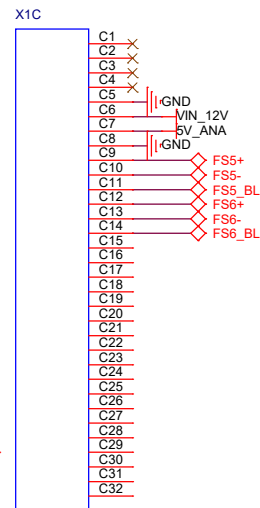 X1C
C1
C2
C3
C4
C5 GND
C6 VIN_12V
C7 5V_ANA
C8 GND
C9 FS5+
C10 FS5-
C11 FS5_BL
C12 FS6+
C13 FS6-
C14 FS6_BL
C15
C16
C17
C18
C19
C20
C21
C22
C23
C24
C25
C26
C27
C28
C29
C30
C31
C32